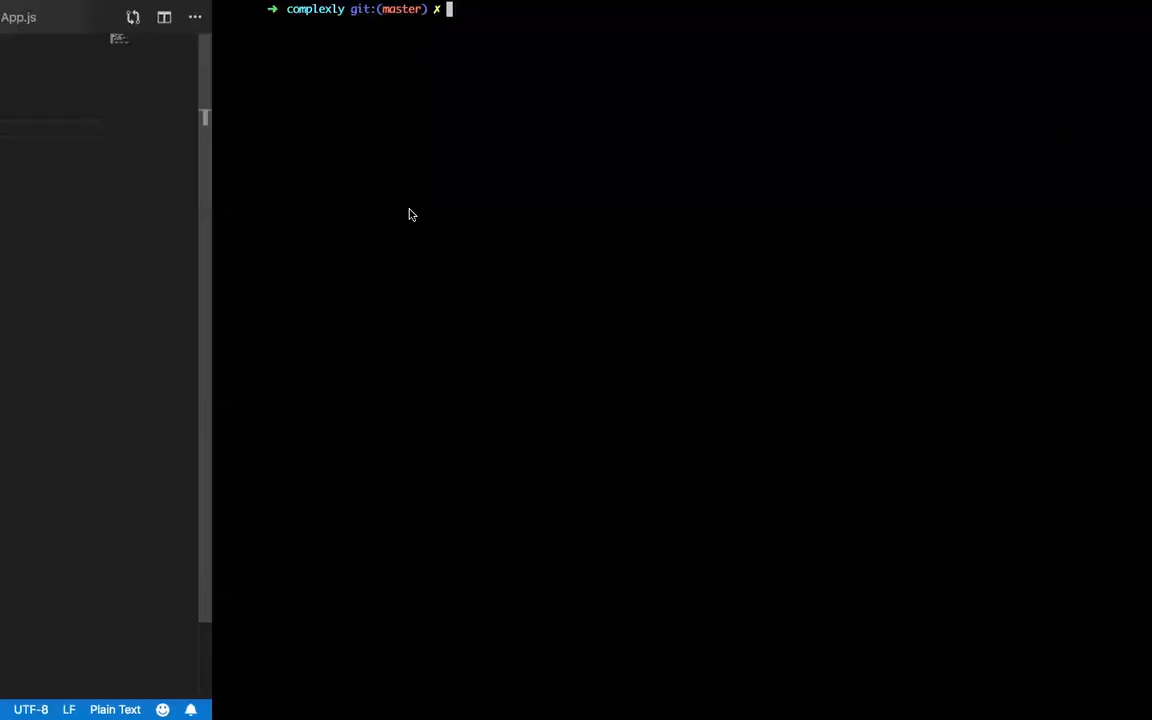 App.js
➜ complexly git:(master) ✗
UTF-8 LF Plain Text